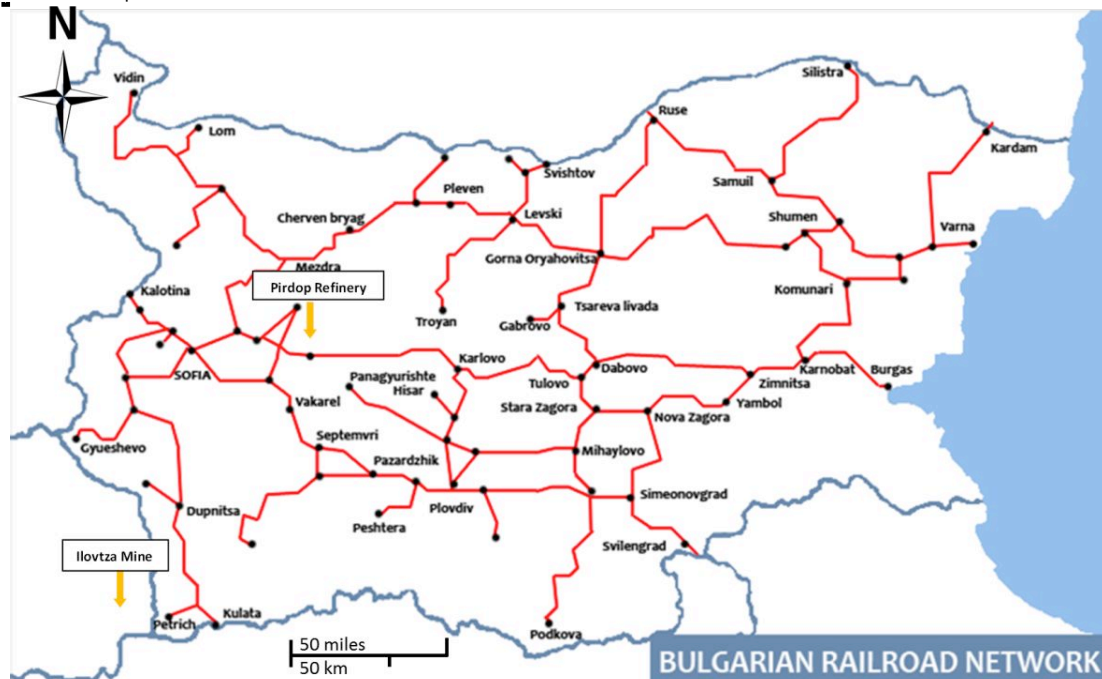 N
Vidin
Lom
Silistra
Ruse
Kardam
Svishtov
Samuil
Pleven
Levski
Shumen
Cherven bryag
Varna
Gorna Oryahovitsa
Mezdra
Pirdop Refinery
Kalotina
Komunari
Tsareva livada
Troyan
Gabrovo
SOFIA
Karlovo
Dabovo
Karnobat
Burgas
Panagyurishte
Tulovo
Zimnitsa
Hisar
Vakarel
Stara Zagora
Yambol
Nova Zagora
Septemvri
Gyueshevo
Mihaylovo
Pazardzhik
Simeonovgrad
Plovdiv
Dupnitsa
Peshtera
Svilengrad
Ilovtza Mine
Petrich
Kulata
Podkova
50 miles
50 km
BULGARIAN RAILROAD NETWORK